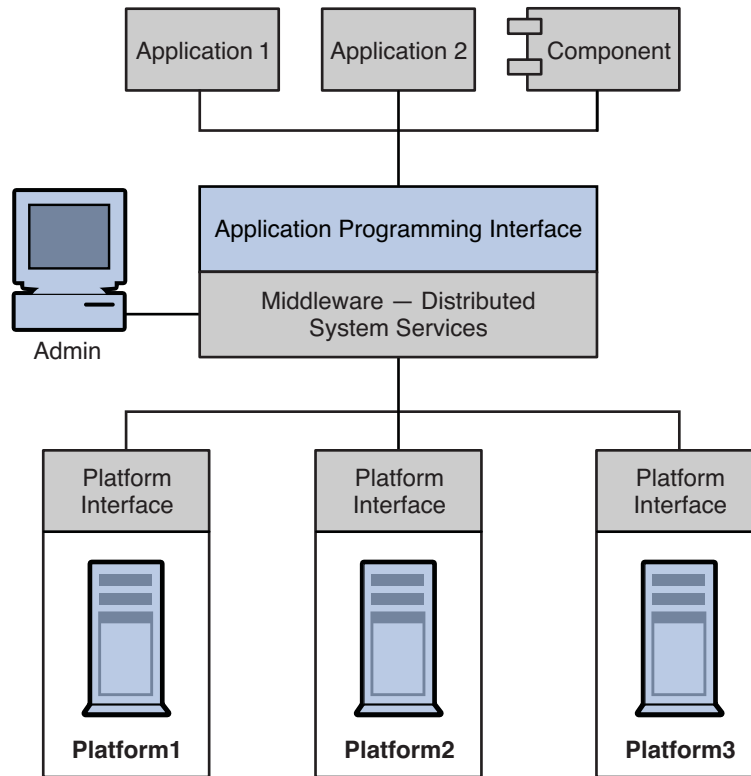 Application 1
Application 2
Component
Application Programming Interface
Middleware — Distributed
System Services
Admin
Platform
Interface
Platform
Interface
Platform
Interface
Platform1
Platform2
Platform3